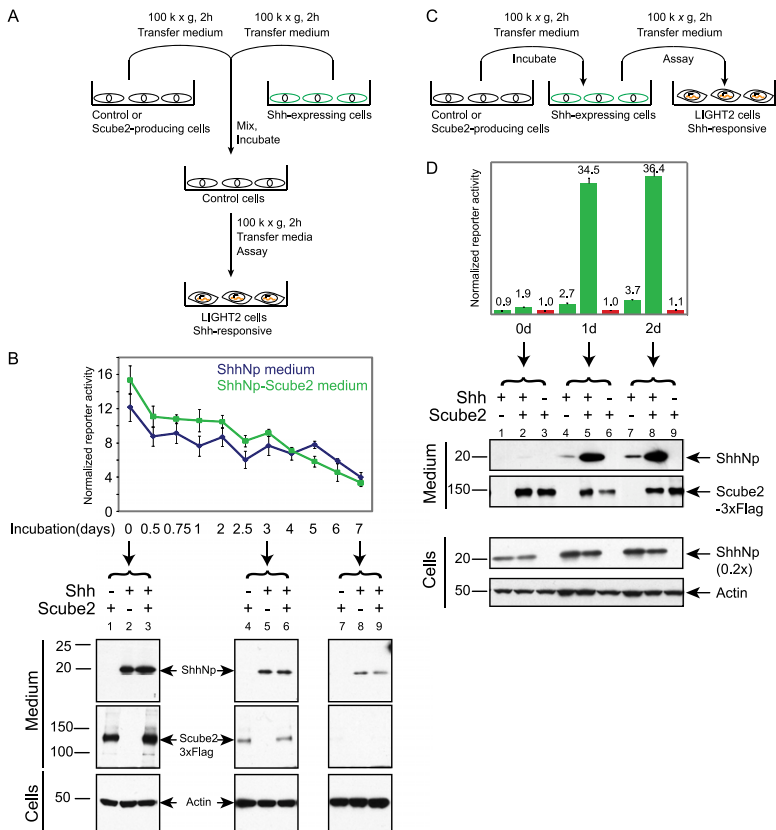 A
100 k x g, 2h
Transfer medium
100 k x g, 2h
Transfer medium
Control or
Scube2-producing cells
Shh-expressing cells
Mix,
Incubate
Control cells
100 k x g, 2h
Transfer media
Assay
LIGHT2 cells
Shh-responsive
B
Normalized reporter activity
16
12
8
4
0
ShhNp medium
ShhNp-Scube2 medium
Incubation(days) 0 0.5 0.75 1 2 2.5 3 4 5 6 7
Shh - + + - + + - + +
Scube2 + - + + - + + - +
1 2 3 4 5 6 7 8 9
Medium
25
20
ShhNp
150
100
Scube2
3xFlag
Cells
50
Actin
C
100 k x g, 2h
Transfer medium
100 k x g, 2h
Transfer medium
Incubate
Assay
Control or
Scube2-producing cells
Shh-expressing cells
LIGHT2 cells
Shh-responsive
D
Normalized reporter activity
0.9 1.9 1.0 2.7 34.5 1.0 3.7 36.4 1.1
0d 1d 2d
Shh + + - + + - + + -
Scube2 - + + - + + - + +
1 2 3 4 5 6 7 8 9
Medium
20
ShhNp
150
Scube2
-3xFlag
Cells
20
ShhNp
(0.2x)
50
Actin